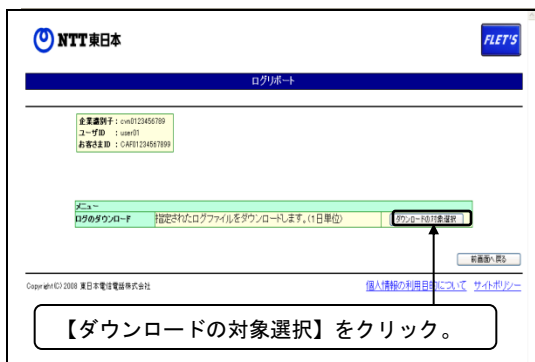 NTT東日本
FLET'S
ログリポート
企業識別子：cvn0123456789
ユーザID ：user01
お客さまID ：CAF01234567899
メニュー
ログのダウンロード 指定されたログファイルをダウンロードします。(1日単位) ダウンロードの対象選択
前画面へ戻る
Copyright(C) 2008 東日本電信電話株式会社 個人情報の利用目的について サイトポリシー
【ダウンロードの対象選択】をクリック。